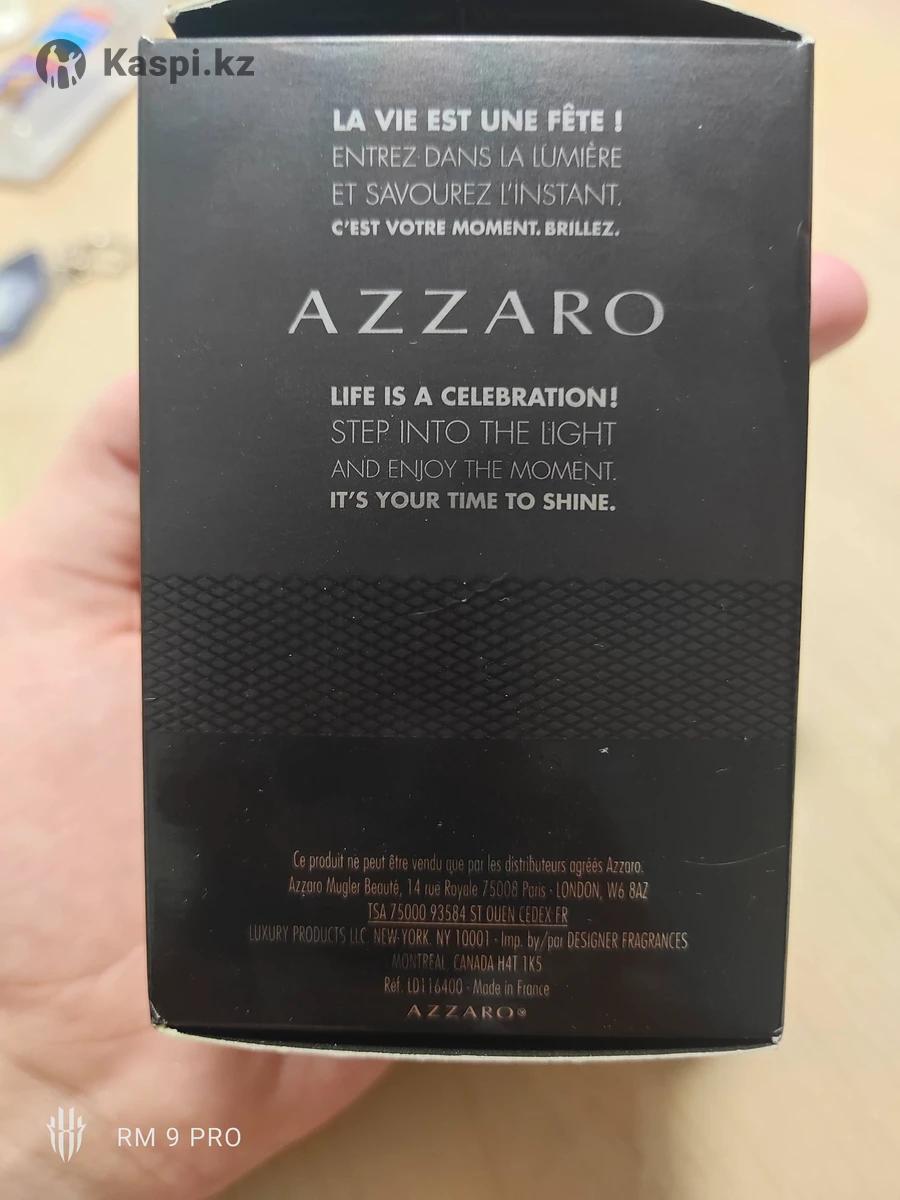 Kaspi.kz
LA VIE EST UNE FÊTE !
ENTREZ DANS LA LUMIÈRE
ET SAVOUREZ L'INSTANT.
C'EST VOTRE MOMENT. BRILLEZ.
AZZARO
LIFE IS A CELEBRATION!
STEP INTO THE LIGHT
AND ENJOY THE MOMENT.
IT'S YOUR TIME TO SHINE.
Ce produit ne peut être vendu que par les distributeurs agréés Azzaro.
Azzaro Mugler Beauté, 14 rue Royale 75008 Paris - LONDON, W6 8AZ
TSA 75000 93584 ST OUEN CEDEX FR
LUXURY PRODUCTS LLC. NEW-YORK. NY 10001 - Imp. by/par DESIGNER FRAGRANCES
MONTREAL, CANADA H4T 1K5
Réf. LD116400 - Made in France
AZZARO®
RM 9 PRO